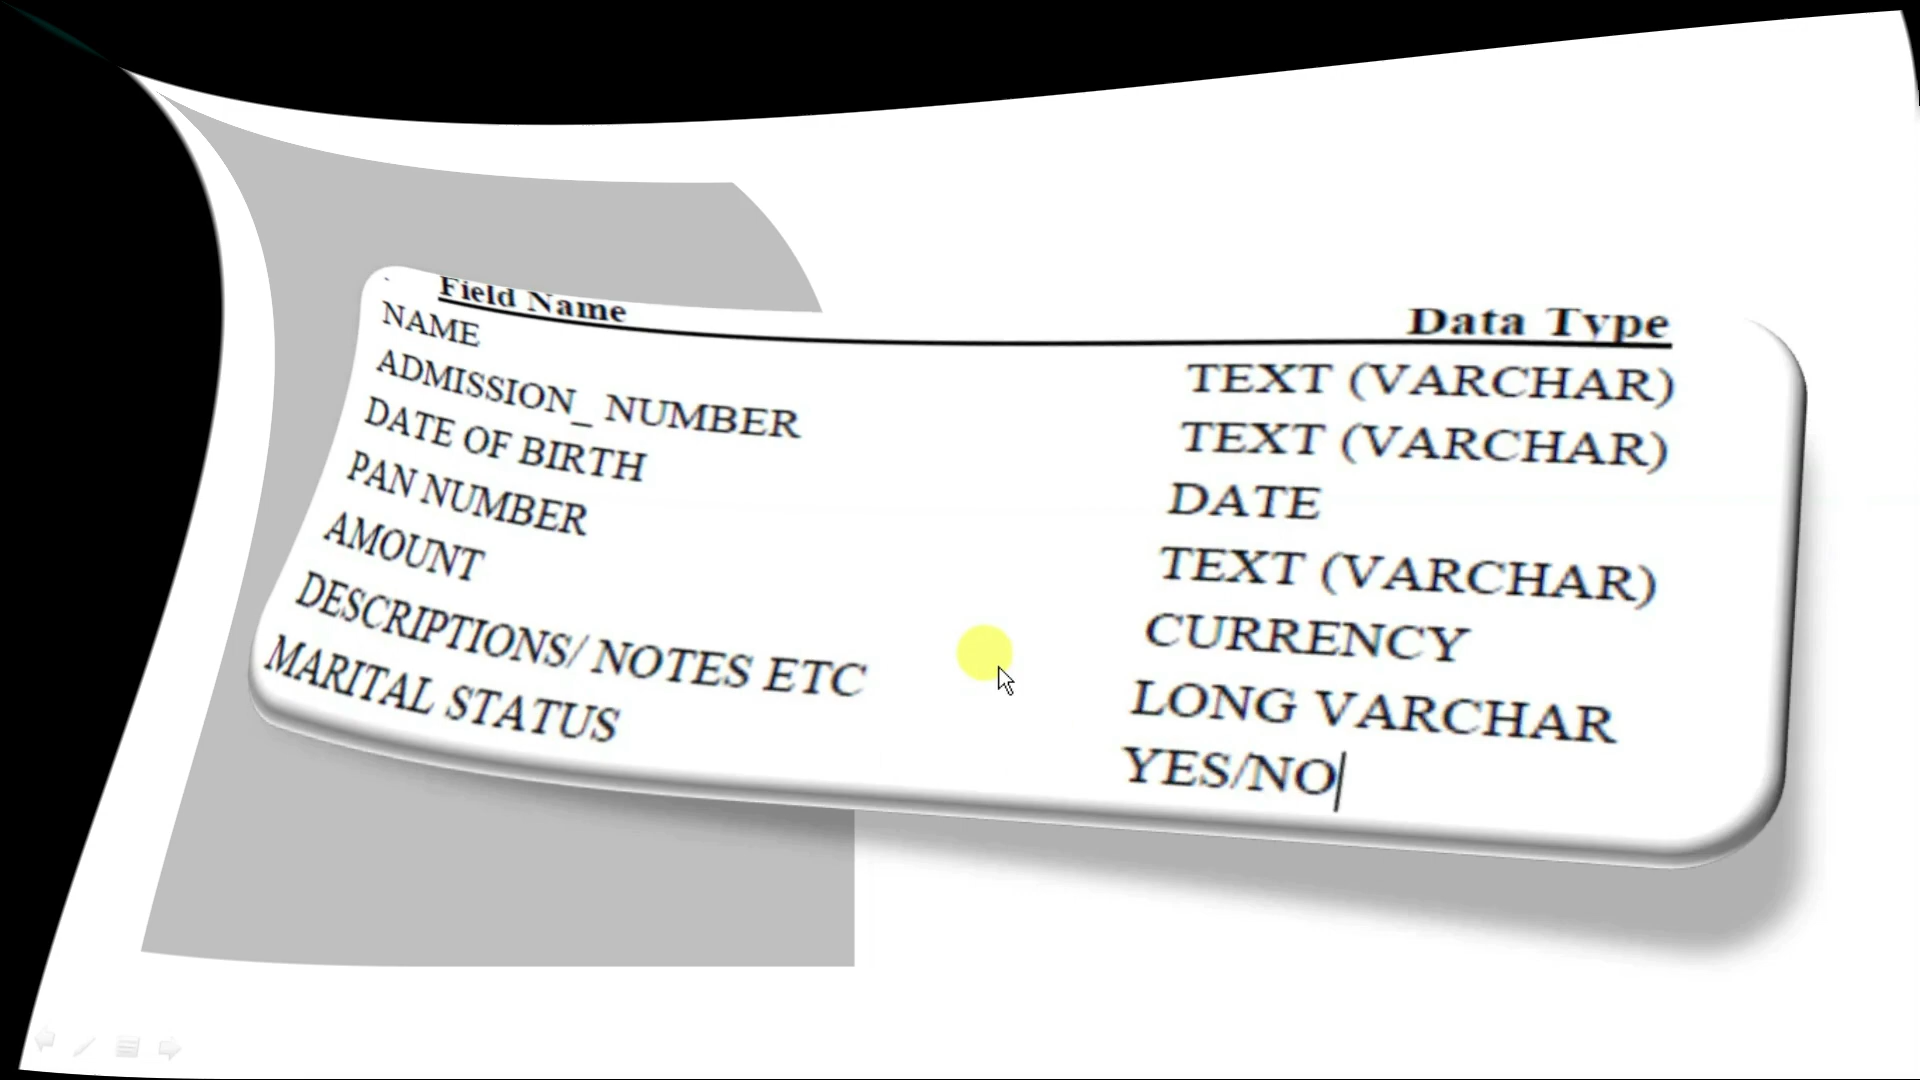 Field Name Data Type
NAME TEXT (VARCHAR)
ADMISSION_ NUMBER TEXT (VARCHAR)
DATE OF BIRTH DATE
PAN NUMBER TEXT (VARCHAR)
AMOUNT CURRENCY
DESCRIPTIONS/ NOTES ETC LONG VARCHAR
MARITAL STATUS YES/NO